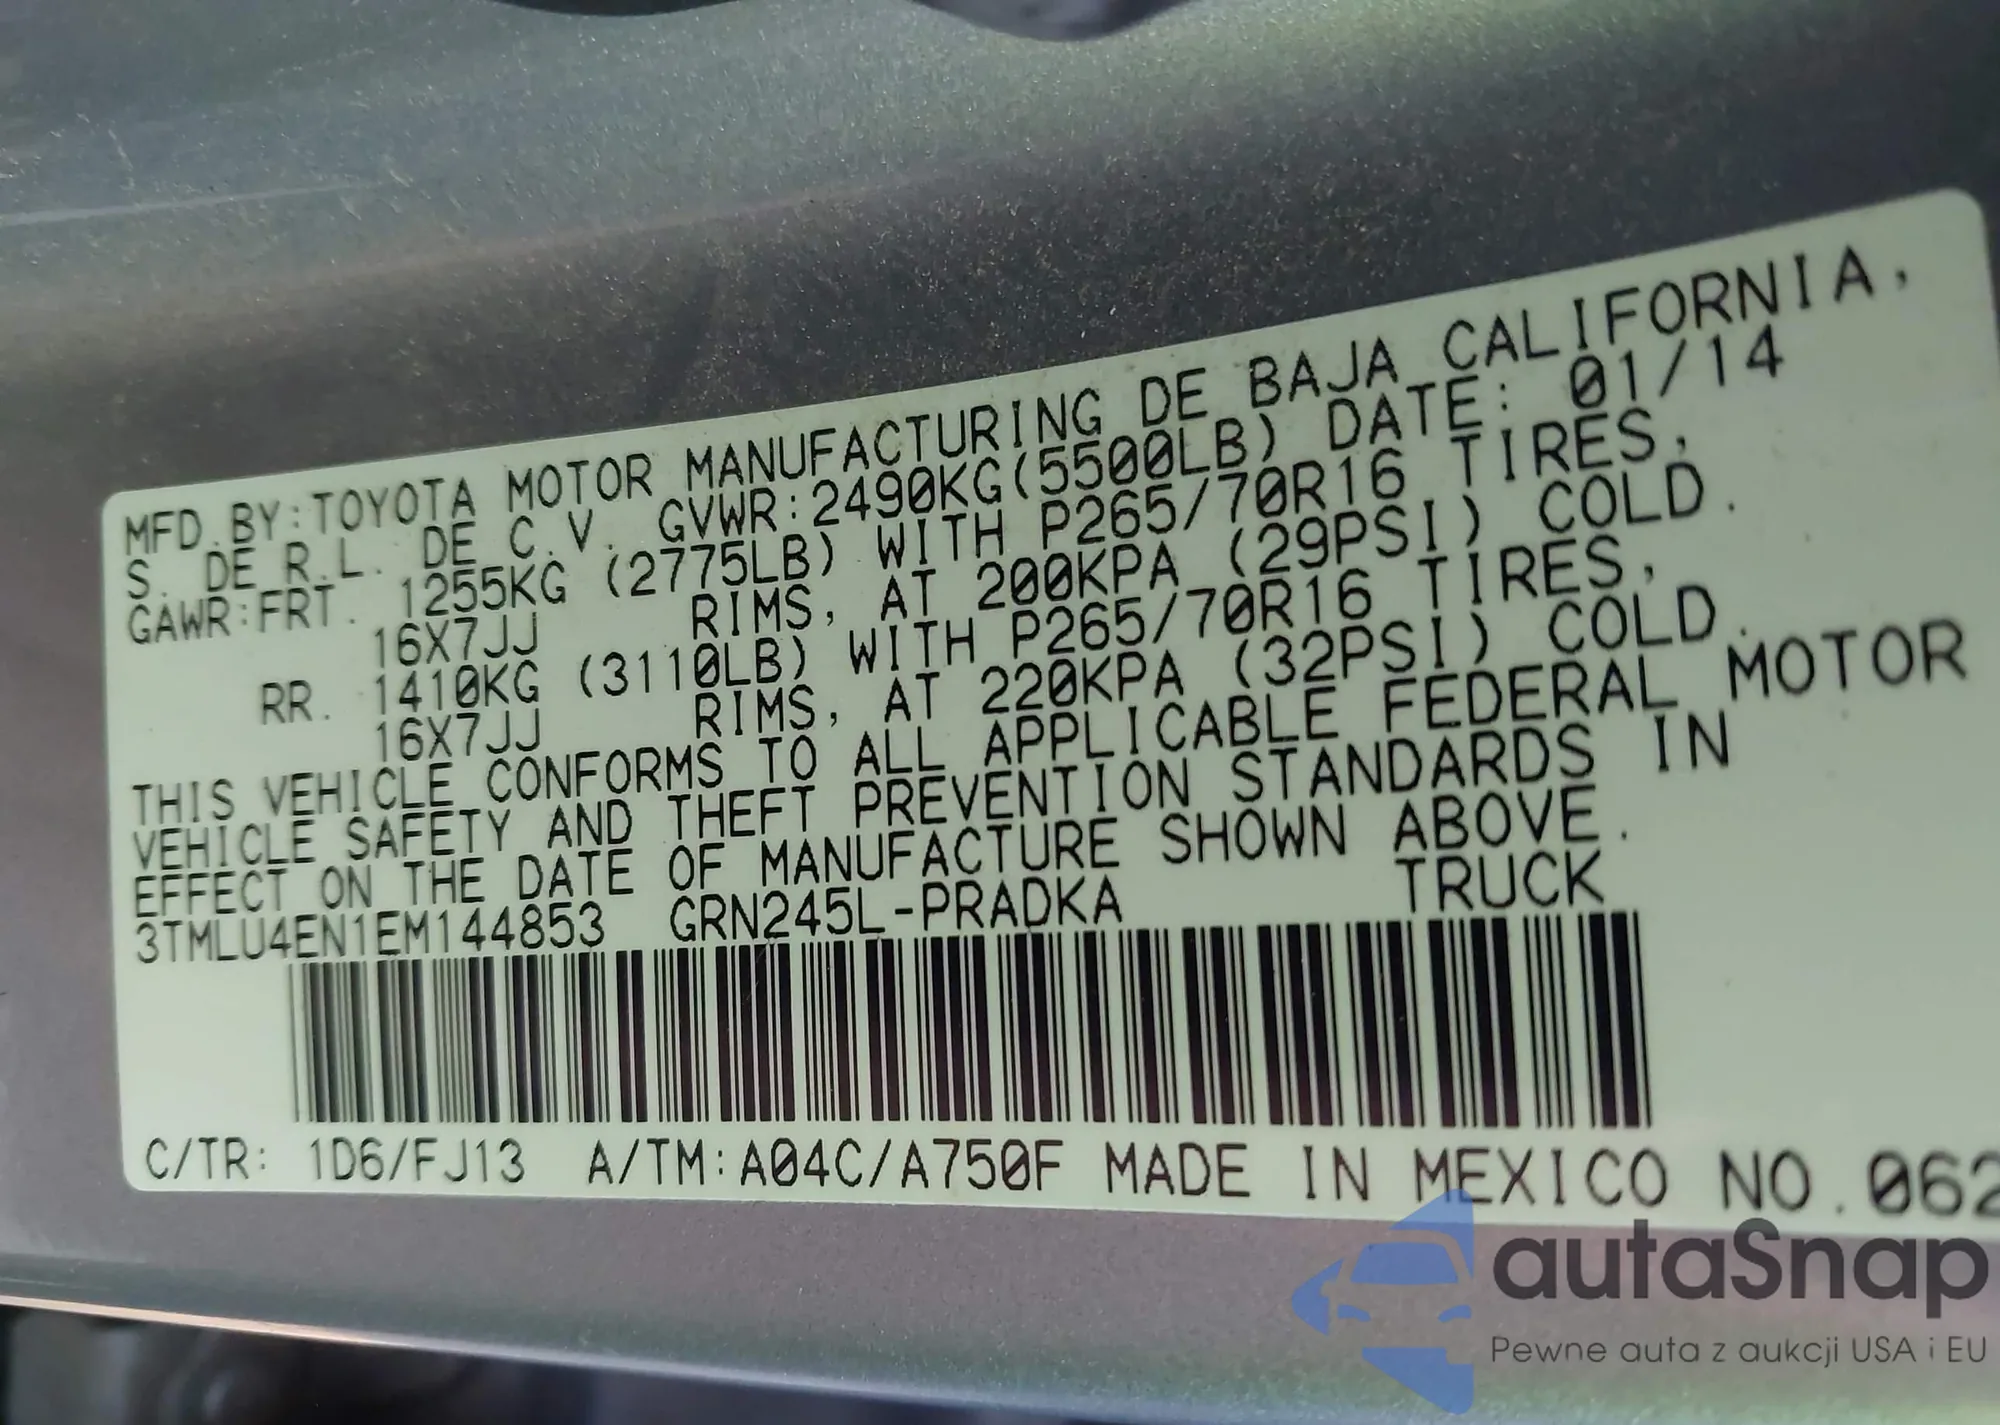 MFD.BY:TOYOTA MOTOR MANUFACTURING DE BAJA CALIFORNIA,
S. DE R.L. DE C.V. GVWR:2490KG(5500LB) DATE: 01/14
GAWR:FRT. 1255KG (2775LB) WITH P265/70R16 TIRES,
16X7JJ RIMS, AT 200KPA (29PSI) COLD.
RR. 1410KG (3110LB) WITH P265/70R16 TIRES,
16X7JJ RIMS, AT 220KPA (32PSI) COLD.
THIS VEHICLE CONFORMS TO ALL APPLICABLE FEDERAL MOTOR
VEHICLE SAFETY AND THEFT PREVENTION STANDARDS IN
EFFECT ON THE DATE OF MANUFACTURE SHOWN ABOVE.
3TMLU4EN1EM144853 GRN245L-PRADKA TRUCK
C/TR: 1D6/FJ13 A/TM:A04C/A750F MADE IN MEXICO NO.062
autaSnap
Pewne auta z aukcji USA i EU